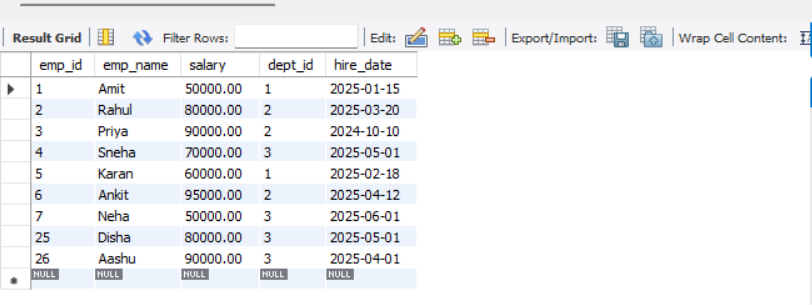 Result Grid Filter Rows: Edit: Export/Import: Wrap Cell Content:
emp_id emp_name salary dept_id hire_date
1 Amit 50000.00 1 2025-01-15
2 Rahul 80000.00 2 2025-03-20
3 Priya 90000.00 2 2024-10-10
4 Sneha 70000.00 3 2025-05-01
5 Karan 60000.00 1 2025-02-18
6 Ankit 95000.00 2 2025-04-12
7 Neha 50000.00 3 2025-06-01
25 Disha 80000.00 3 2025-05-01
26 Aashu 90000.00 3 2025-04-01
NULL NULL NULL NULL NULL